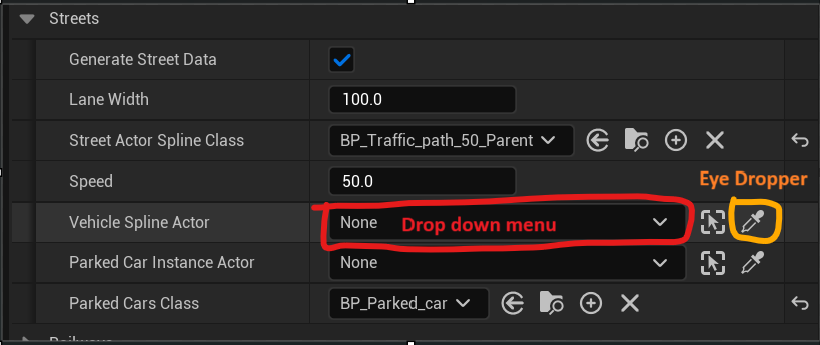 Streets
Generate Street Data
Lane Width 100.0
Street Actor Spline Class BP_Traffic_path_50_Parent
Speed 50.0 Eye Dropper
Vehicle Spline Actor None Drop down menu
Parked Car Instance Actor None
Parked Cars Class BP_Parked_car